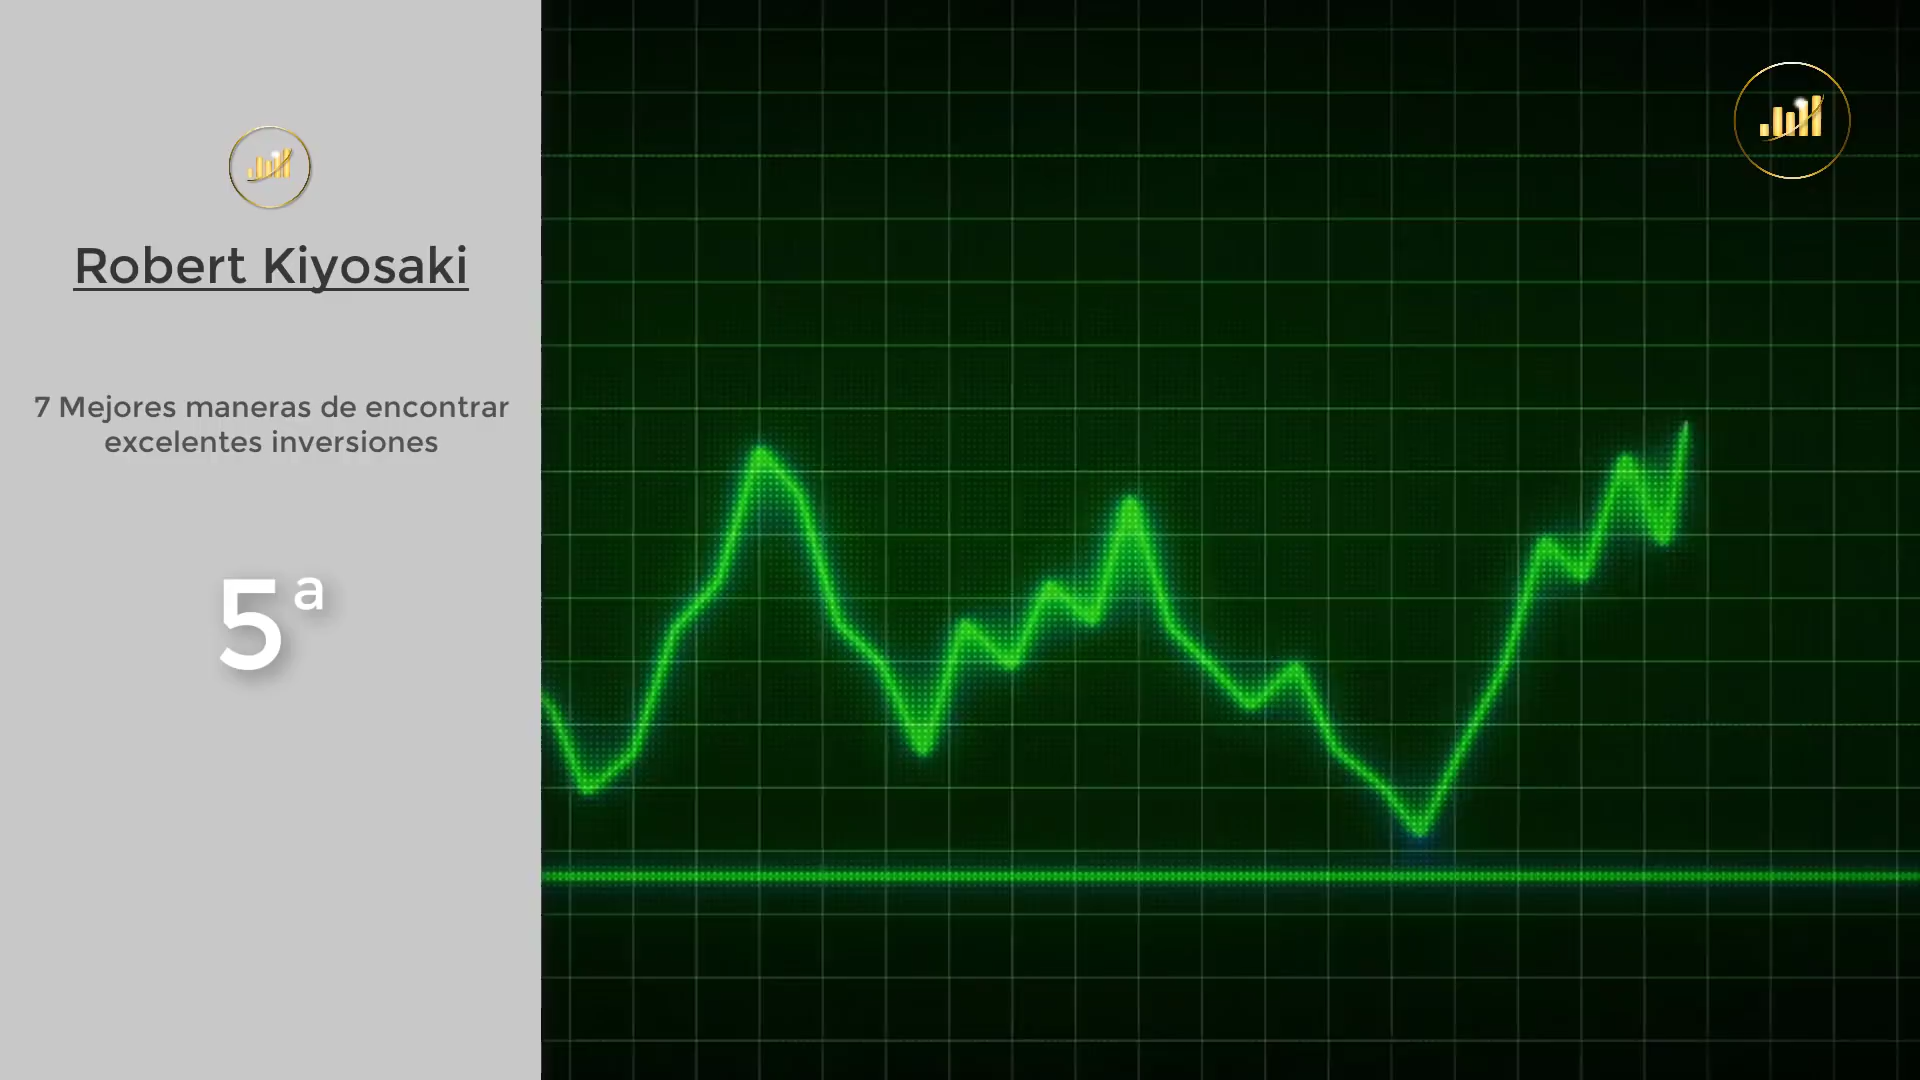 Robert Kiyosaki
7 Mejores maneras de encontrar
excelentes inversiones
5ª